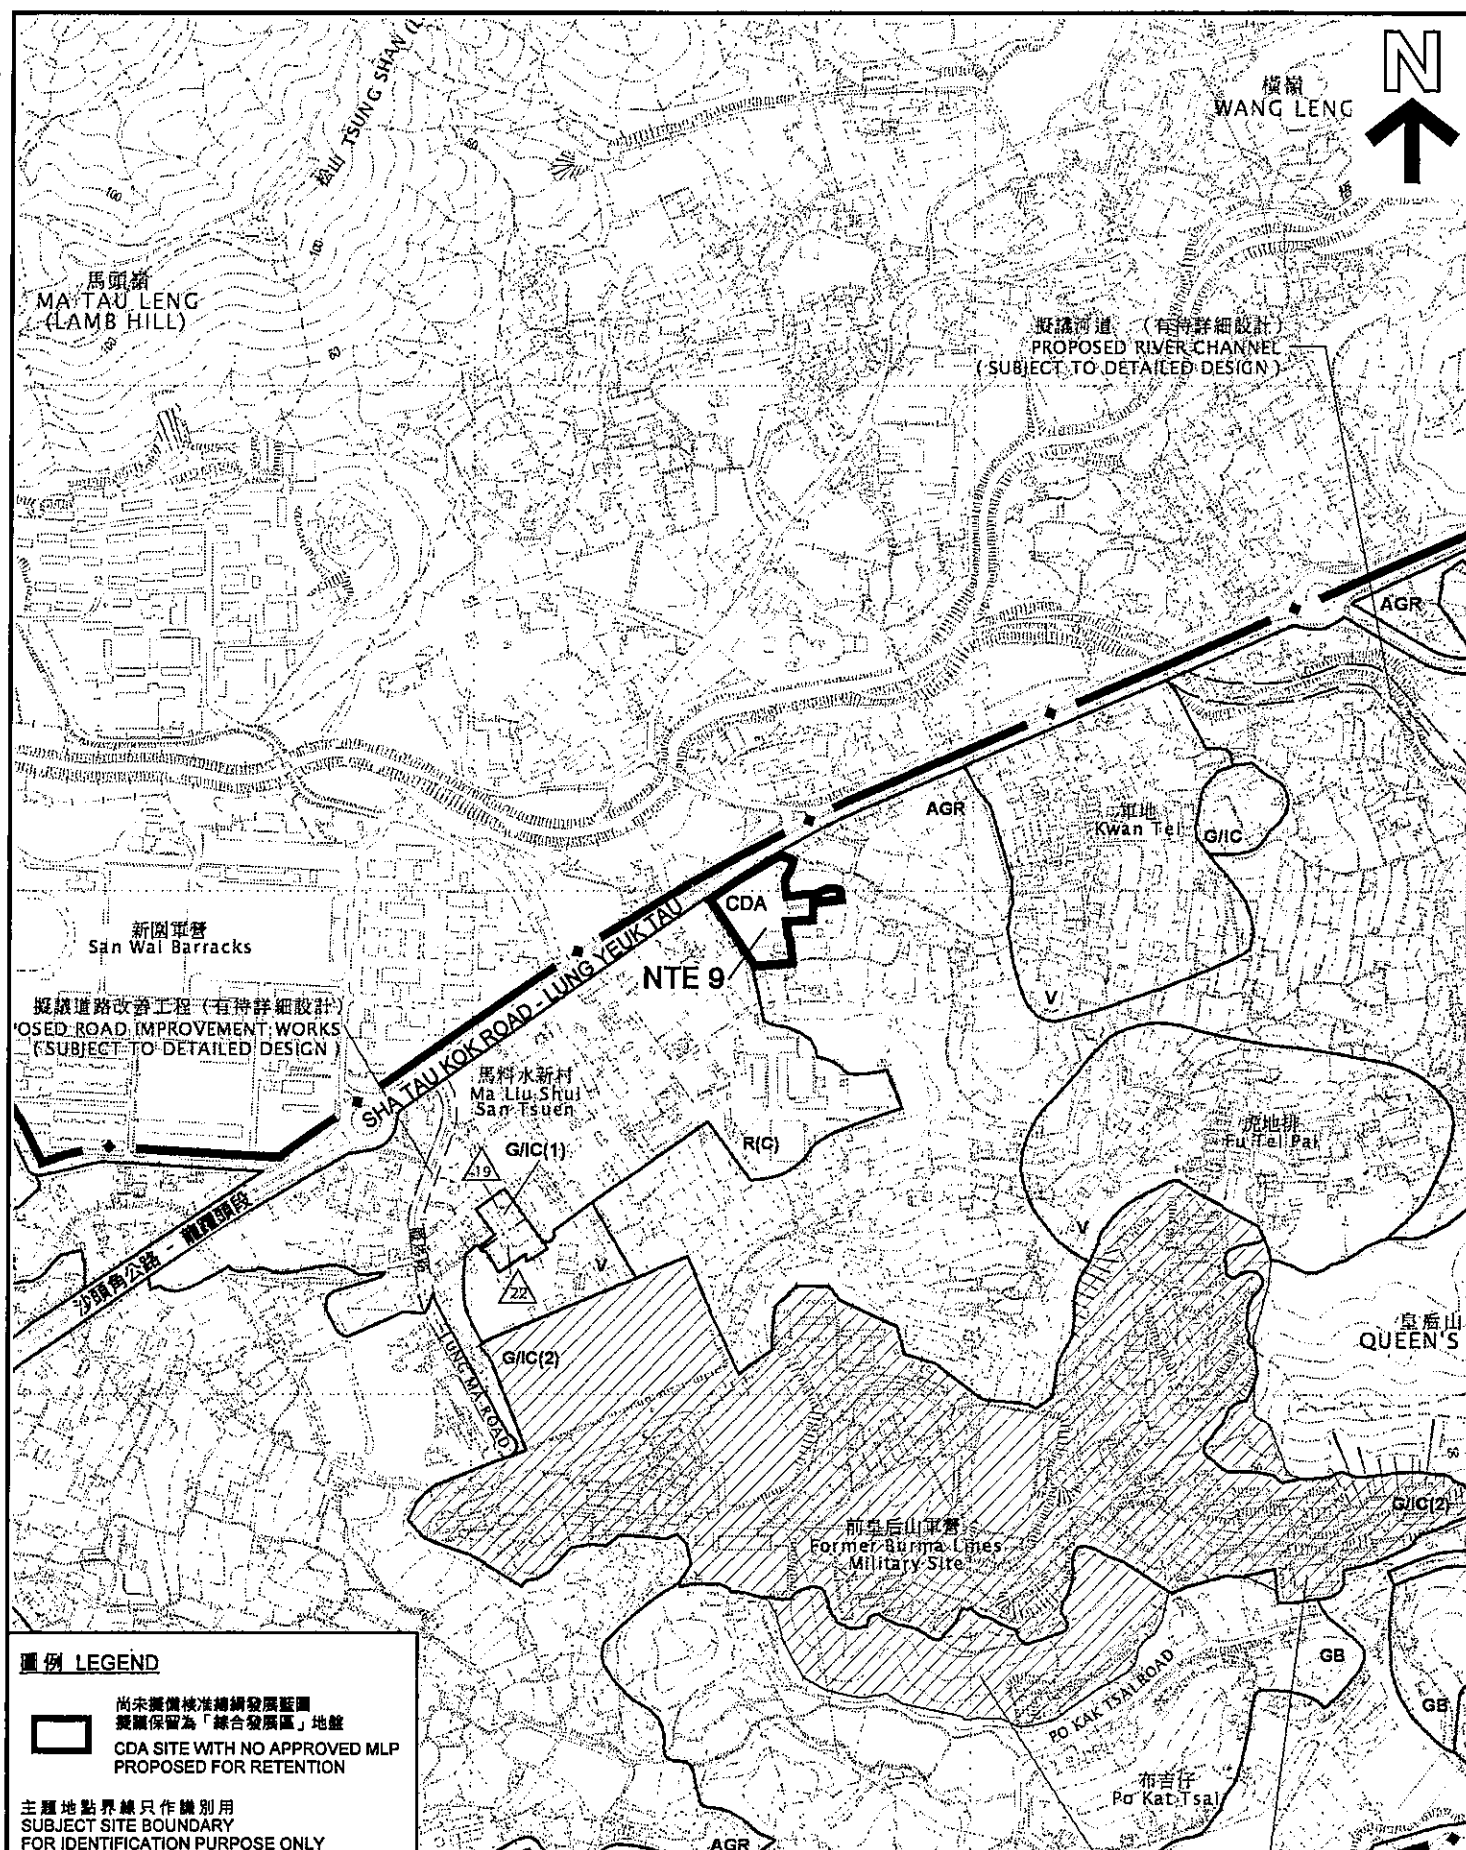 N
橫嶺
WANG LENG
松山 TSUNG SHAN
100
80
100
馬頭嶺
MA TAU LENG
(LAMB HILL)
100
60
擬議河道 (有待詳細設計)
PROPOSED RIVER CHANNEL
(SUBJECT TO DETAILED DESIGN)
AGR
AGR
軍地
Kwan Tei
G/IC
CDA
新圍軍營
San Wai Barracks
NTE 9
V
擬議道路改善工程 (有待詳細設計)
OSED ROAD IMPROVEMENT WORKS
(SUBJECT TO DETAILED DESIGN)
SHA TAU KOK ROAD - LUNG YEUK TAU
馬料水新村
Ma Liu Shui
San Tsuen
虎地排
Fu Tei Pai
G/IC(1)
19
R(C)
沙頭角公路 - 龍躍頭段
V
V
22
皇后山
QUEEN'S
G/IC(2)
LUNG MA ROAD
50
G/IC(2)
前皇后山軍營
Former Burma Lines
Military Site
GB
PO KAK TSAI ROAD
GB
布吉仔
Po Kat Tsai
AGR
圖例 LEGEND
尚未擬備核准總綱發展藍圖
擬議保留為「綜合發展區」地盤
CDA SITE WITH NO APPROVED MLP
PROPOSED FOR RETENTION
主題地點界線只作識別用
SUBJECT SITE BOUNDARY
FOR IDENTIFICATION PURPOSE ONLY